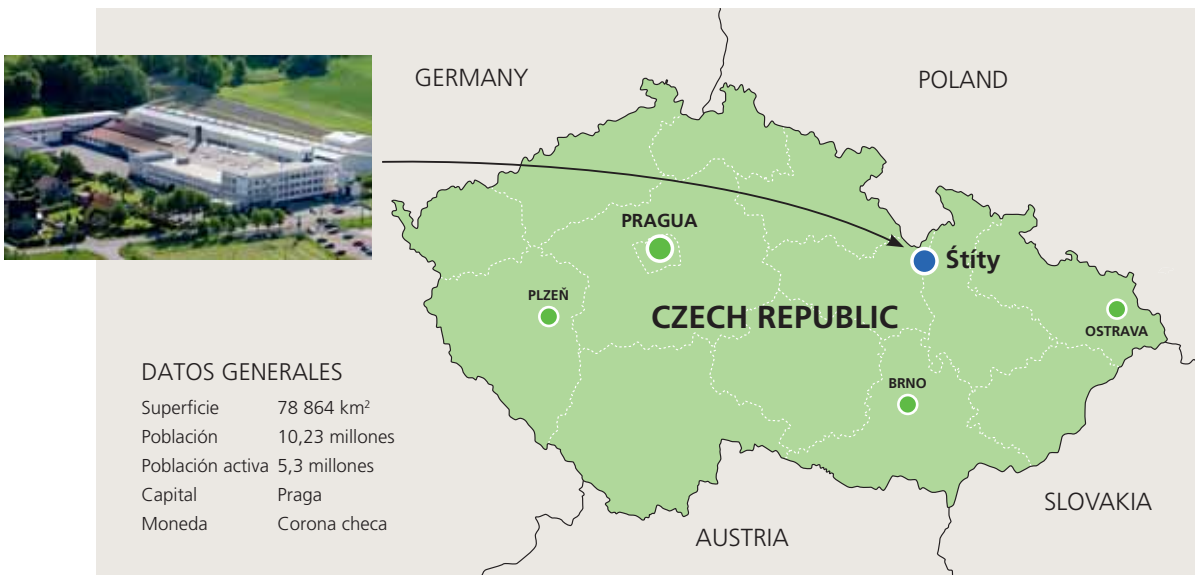 GERMANY
POLAND
PRAGUA
Śtíty
PLZEŇ
CZECH REPUBLIC
OSTRAVA
BRNO
DATOS GENERALES
Superficie 78 864 km²
Población 10,23 millones
Población activa 5,3 millones
Capital Praga
Moneda Corona checa
SLOVAKIA
AUSTRIA